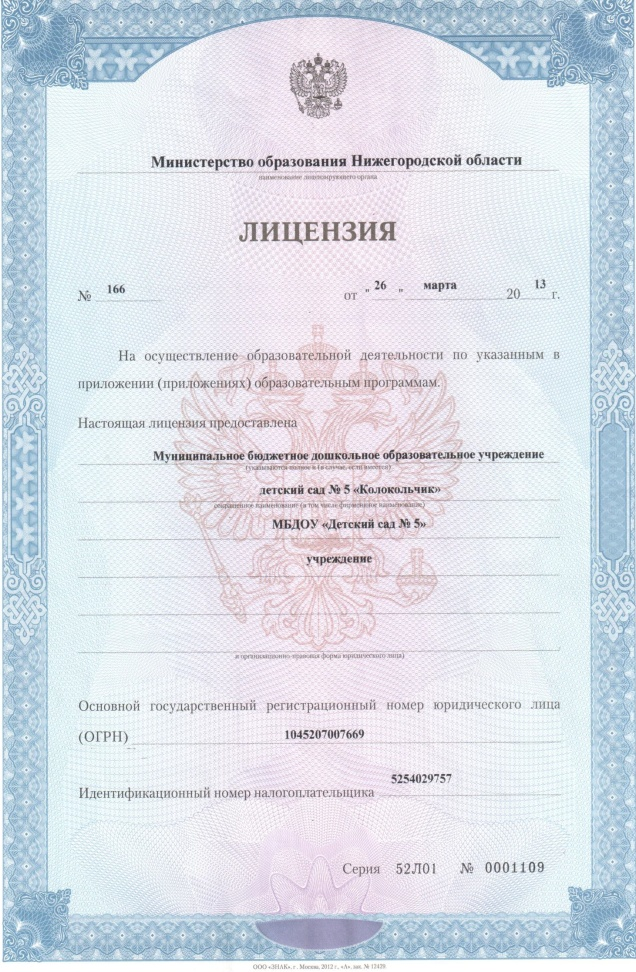 Министерство образования Нижегородской области
наименование лицензирующего органа
ЛИЦЕНЗИЯ
№ 166 от „ 26 „ марта 20 13 г.
На осуществление образовательной деятельности по указанным в
приложении (приложениях) образовательным программам.
Настоящая лицензия предоставлена
Муниципальное бюджетное дошкольное образовательное учреждение
(указываются полное и (в случае, если имеется)
детский сад № 5 «Колокольчик»
сокращенное наименование (в том числе фирменное наименование)
МБДОУ «Детский сад № 5»
учреждение
и организационно-правовая форма юридического лица)
Основной государственный регистрационный номер юридического лица
(ОГРН) 1045207007669
Идентификационный номер налогоплательщика 5254029757
Серия 52Л01 № 0001109
ООО «ЗНАК», г. Москва, 2012 г., «А», зак. № 12429